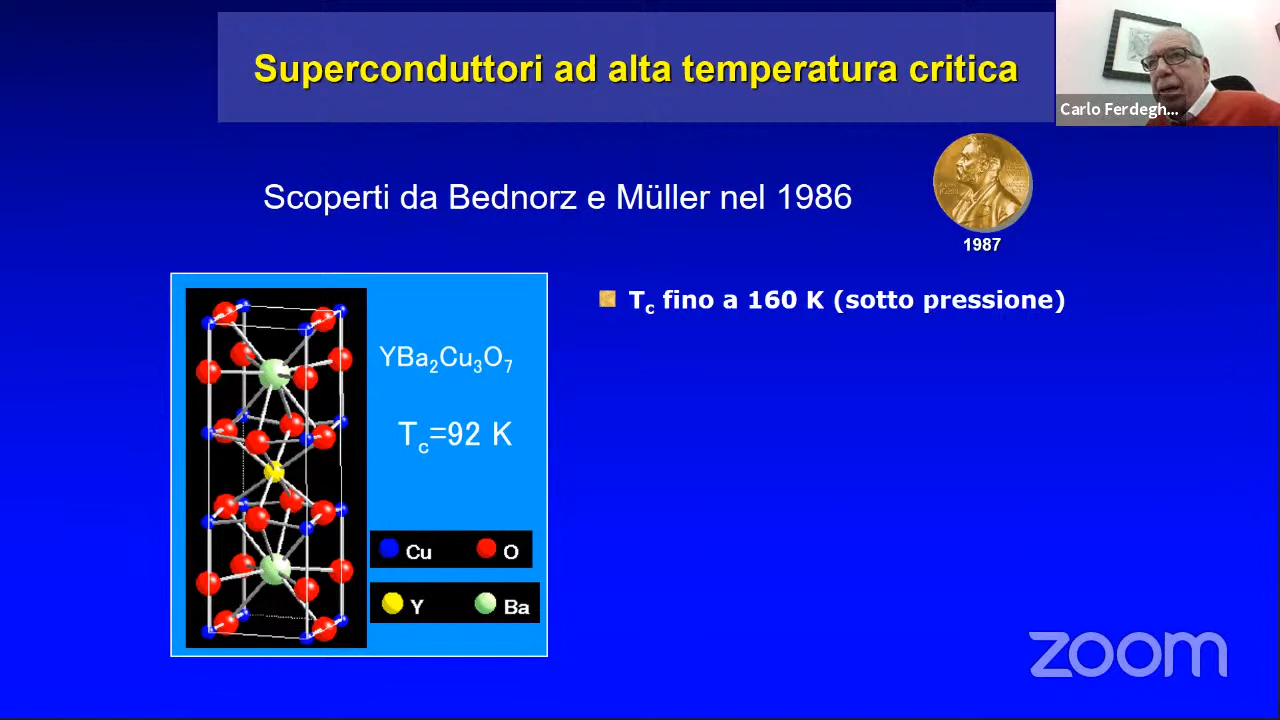 Superconduttori ad alta temperatura critica
Carlo Ferdegh...
Scoperti da Bednorz e Müller nel 1986
1987
Tc fino a 160 K (sotto pressione)
YBa2Cu3O7
Tc=92 K
Cu O
Y Ba
zoom